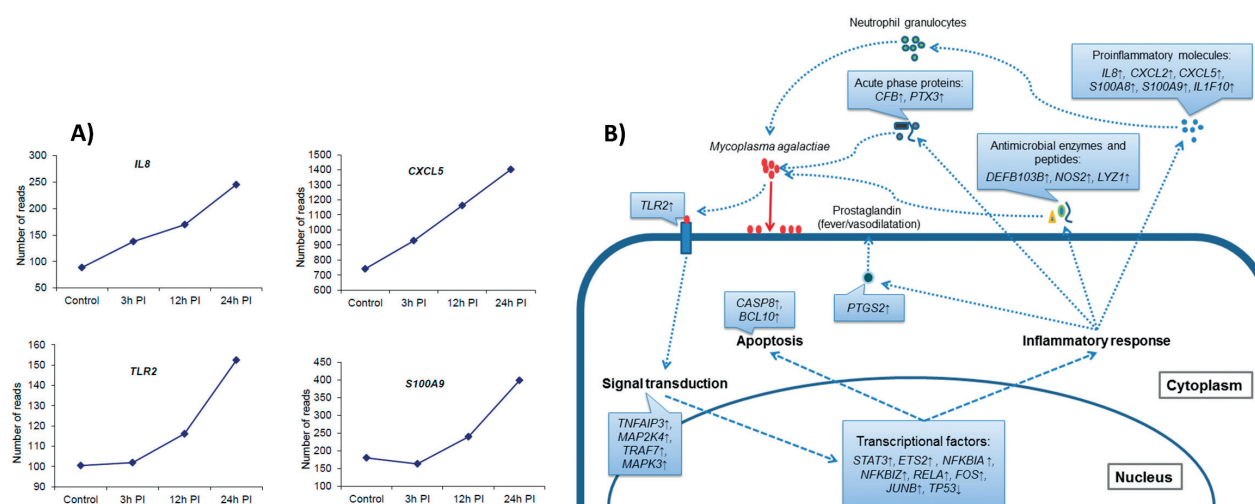 A)
IL8
Number of reads
300
250
200
150
100
50
Control 3h PI 12h PI 24h PI
CXCL5
Number of reads
1500
1400
1300
1200
1100
1000
900
800
700
600
Control 3h PI 12h PI 24h PI
TLR2
Number of reads
160
150
140
130
120
110
100
90
Control 3h PI 12h PI 24h PI
S100A9
Number of reads
450
400
350
300
250
200
150
100
Control 3h PI 12h PI 24h PI
B)
Neutrophil granulocytes
Proinflammatory molecules:
IL8↑, CXCL2↑, CXCL5↑,
S100A8↑, S100A9↑, IL1F10↑
Acute phase proteins:
CFB↑, PTX3↑
Mycoplasma agalactiae
Antimicrobial enzymes and
peptides:
DEFB103B↑, NOS2↑, LYZ1↑
TLR2↑
Prostaglandin
(fever/vasodilatation)
CASP8↑,
BCL10↑
PTGS2↑
Apoptosis
Inflammatory response
Signal transduction
Cytoplasm
TNFAIP3↑,
MAP2K4↑,
TRAF7↑,
MAPK3↑
Transcriptional factors:
STAT3↑, ETS2↑ , NFKBIA ↑,
NFKBIZ↑, RELA↑, FOS↑,
JUNB↑, TP53↓
Nucleus